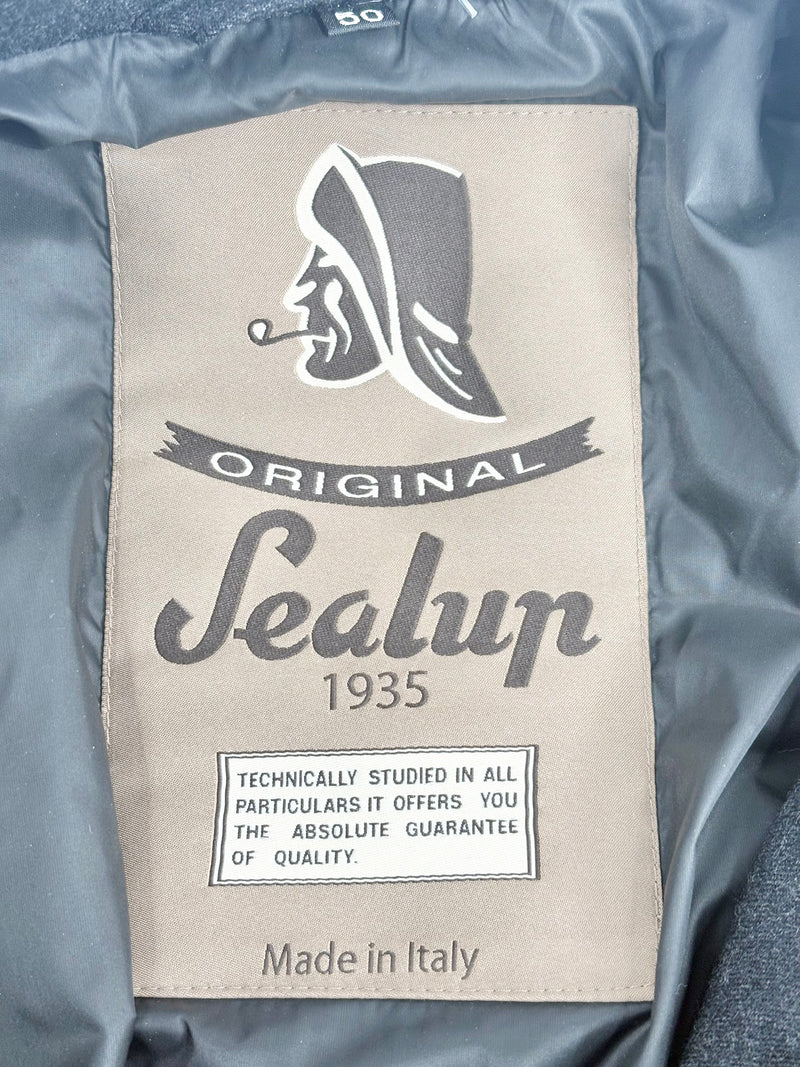 50
ORIGINAL
Sealup
1935
TECHNICALLY STUDIED IN ALL
PARTICULARS IT OFFERS YOU
THE ABSOLUTE GUARANTEE
OF QUALITY.
Made in Italy